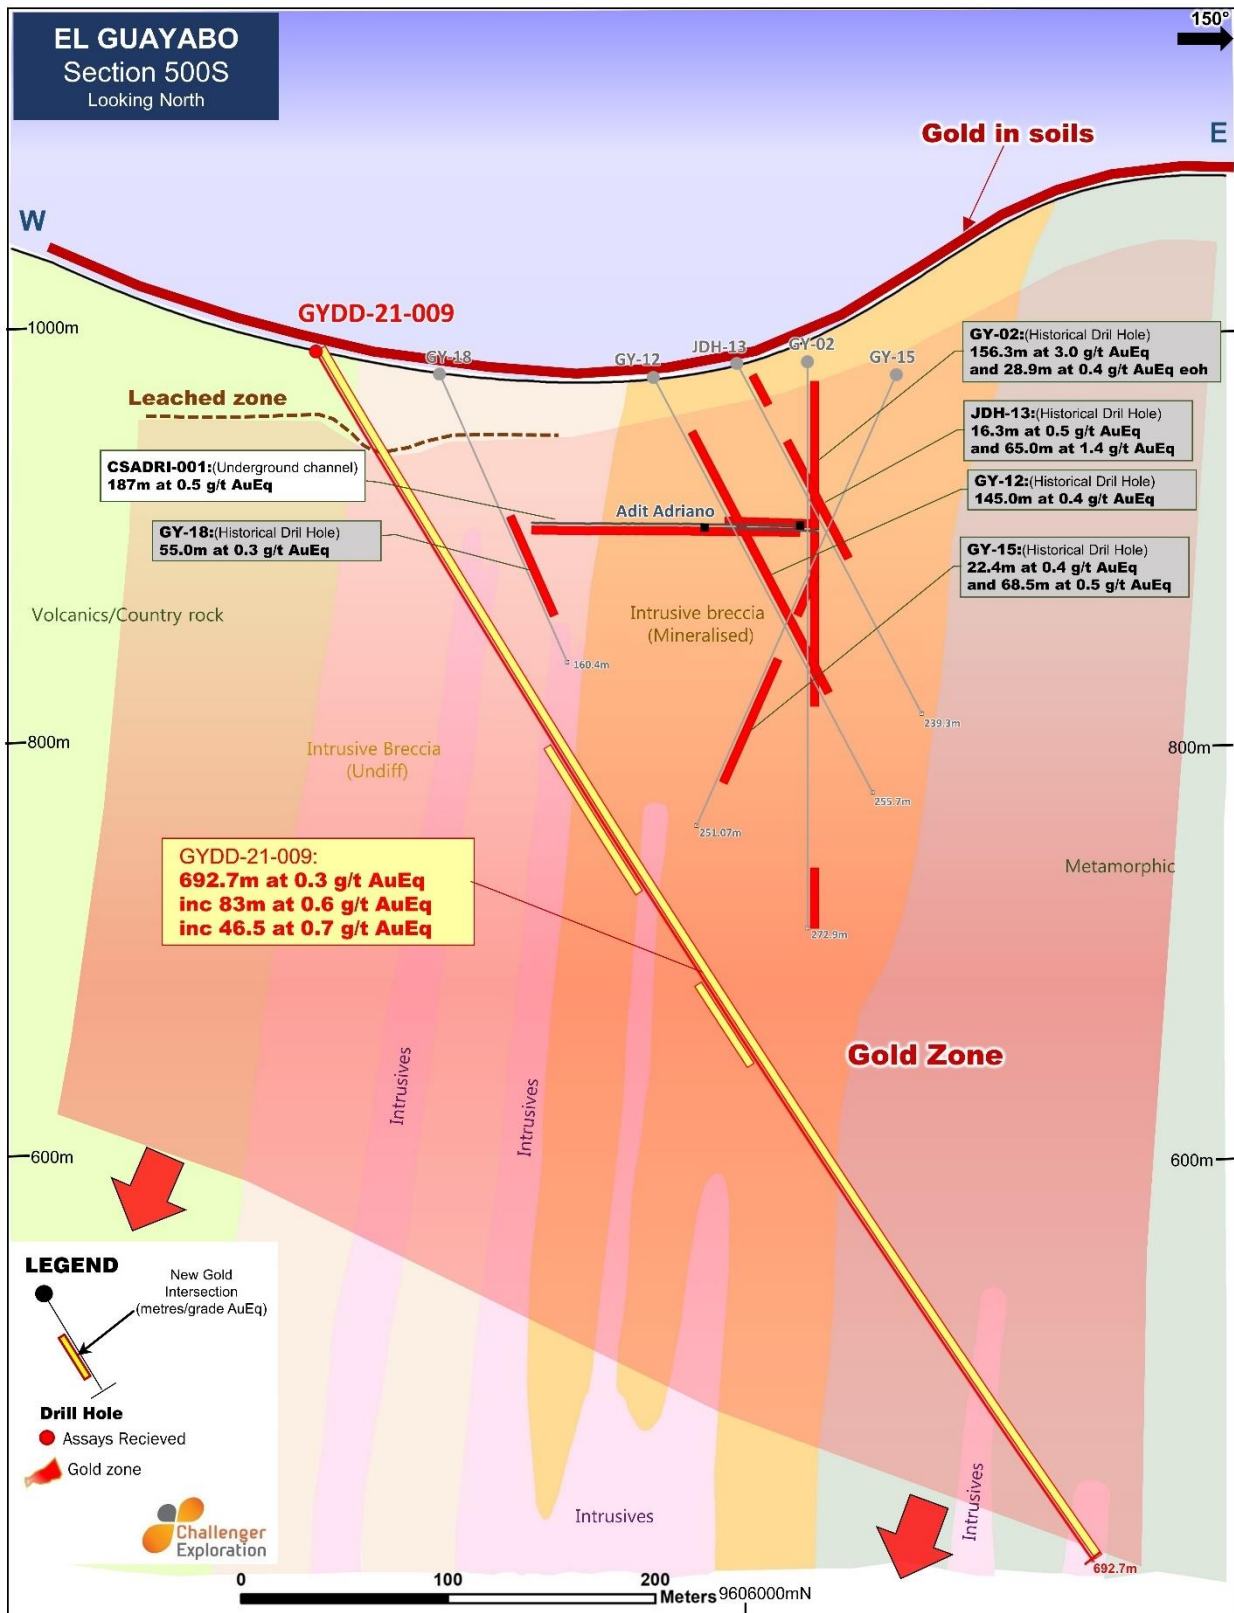 EL GUAYABO
Section 500S
Looking North
150°
Gold in soils
E
W
GYDD-21-009
1000m
GY-18
GY-12
JDH-13
GY-02
GY-15
GY-02:(Historical Dril Hole)
156.3m at 3.0 g/t AuEq
and 28.9m at 0.4 g/t AuEq eoh
Leached zone
JDH-13:(Historical Drill Hole)
16.3m at 0.5 g/t AuEq
and 65.0m at 1.4 g/t AuEq
CSADRI-001:(Underground channel)
187m at 0.5 g/t AuEq
GY-12:(Historical Drill Hole)
145.0m at 0.4 g/t AuEq
Adit Adriano
GY-18:(Historical Dril Hole)
55.0m at 0.3 g/t AuEq
GY-15:(Historical Drill Hole)
22.4m at 0.4 g/t AuEq
and 68.5m at 0.5 g/t AuEq
Volcanics/Country rock
Intrusive breccia
(Mineralised)
160.4m
239.3m
800m
800m
Intrusive Breccia
(Undiff)
255.7m
251.07m
GYDD-21-009:
692.7m at 0.3 g/t AuEq
inc 83m at 0.6 g/t AuEq
inc 46.5 at 0.7 g/t AuEq
Metamorphic
272.9m
Gold Zone
Intrusives
Intrusives
600m
600m
LEGEND
New Gold
Intersection
(metres/grade AuEq)
Drill Hole
Assays Recieved
Gold zone
Challenger
Exploration
Intrusives
Intrusives
692.7m
0
100
200
Meters
9606000mN